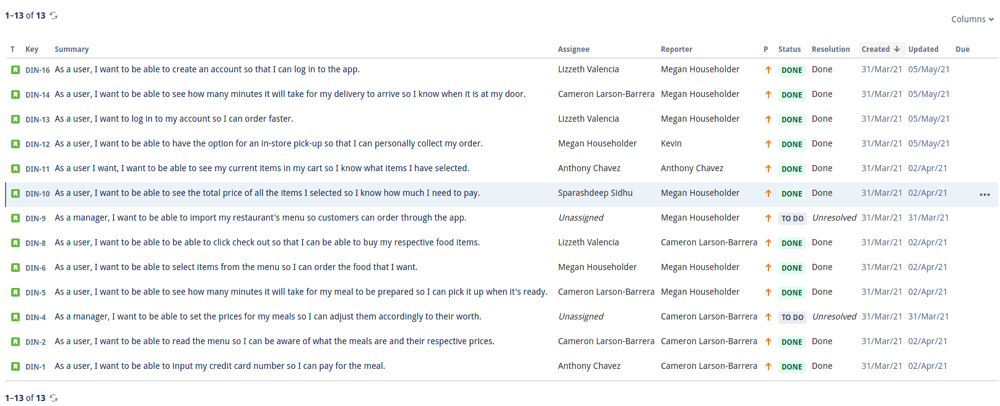 1–13 of 13
Columns
T Key Summary Assignee Reporter P Status Resolution Created Updated Due
DIN-16 As a user, I want to be able to create an account so that I can log in to the app. Lizzeth Valencia Megan Householder DONE Done 31/Mar/21 05/May/21
DIN-14 As a user, I want to be able to see how many minutes it will take for my delivery to arrive so I know when it is at my door. Cameron Larson-Barrera Megan Householder DONE Done 31/Mar/21 05/May/21
DIN-13 As a user, I want to log in to my account so I can order faster. Lizzeth Valencia Megan Householder DONE Done 31/Mar/21 05/May/21
DIN-12 As a user, I want to be able to have the option for an in-store pick-up so that I can personally collect my order. Megan Householder Kevin DONE Done 31/Mar/21 05/May/21
DIN-11 As a user I want, I want to be able to see my current items in my cart so I know what items I have selected. Anthony Chavez Anthony Chavez DONE Done 31/Mar/21 02/Apr/21
DIN-10 As a user, I want to be able to see the total price of all the items I selected so I know how much I need to pay. Sparashdeep Sidhu Megan Householder DONE Done 31/Mar/21 02/Apr/21
DIN-9 As a manager, I want to be able to import my restaurant's menu so customers can order through the app. Unassigned Megan Householder TO DO Unresolved 31/Mar/21 31/Mar/21
DIN-8 As a user, I want to be able to be able to click check out so that I can be able to buy my respective food items. Lizzeth Valencia Cameron Larson-Barrera DONE Done 31/Mar/21 02/Apr/21
DIN-6 As a user, I want to be able to select items from the menu so I can order the food that I want. Megan Householder Megan Householder DONE Done 31/Mar/21 02/Apr/21
DIN-5 As a user, I want to be able to see how many minutes it will take for my meal to be prepared so I can pick it up when it's ready. Cameron Larson-Barrera Megan Householder DONE Done 31/Mar/21 02/Apr/21
DIN-4 As a manager, I want to be able to set the prices for my meals so I can adjust them accordingly to their worth. Unassigned Cameron Larson-Barrera TO DO Unresolved 31/Mar/21 31/Mar/21
DIN-2 As a user, I want to be able to read the menu so I can be aware of what the meals are and their respective prices. Cameron Larson-Barrera Cameron Larson-Barrera DONE Done 31/Mar/21 02/Apr/21
DIN-1 As a user, I want to be able to input my credit card number so I can pay for the meal. Anthony Chavez Cameron Larson-Barrera DONE Done 31/Mar/21 02/Apr/21
1–13 of 13